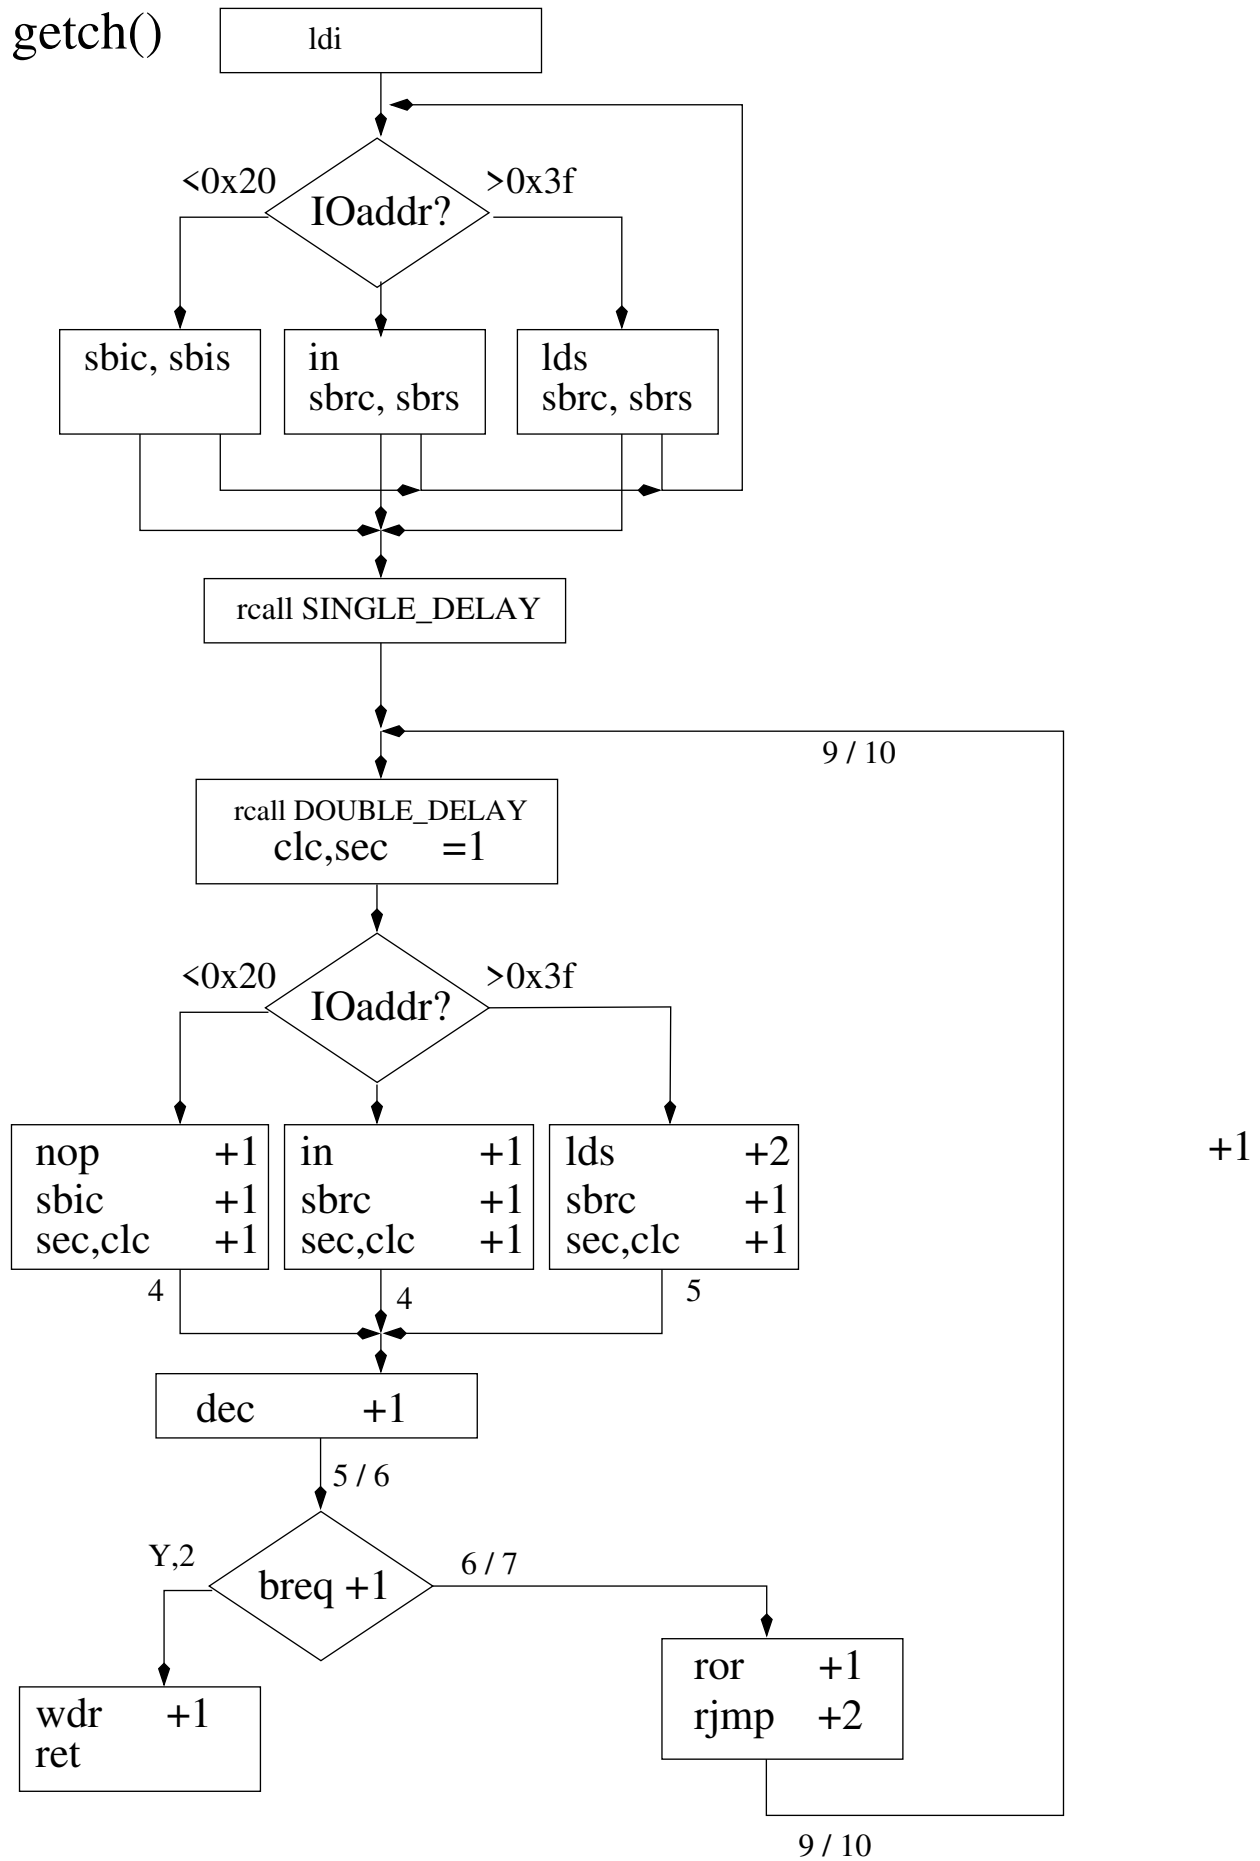 getch()
ldi
<0x20
>0x3f
IOaddr?
sbic, sbis
in
sbrc, sbrs
lds
sbrc, sbrs
rcall SINGLE_DELAY
9 / 10
rcall DOUBLE_DELAY
clc,sec =1
<0x20
>0x3f
IOaddr?
nop +1
sbic +1
sec,clc +1
in +1
sbrc +1
sec,clc +1
lds +2
sbrc +1
sec,clc +1
+1
4
4
5
dec +1
5 / 6
Y,2
6 / 7
breq +1
ror +1
rjmp +2
wdr +1
ret
9 / 10